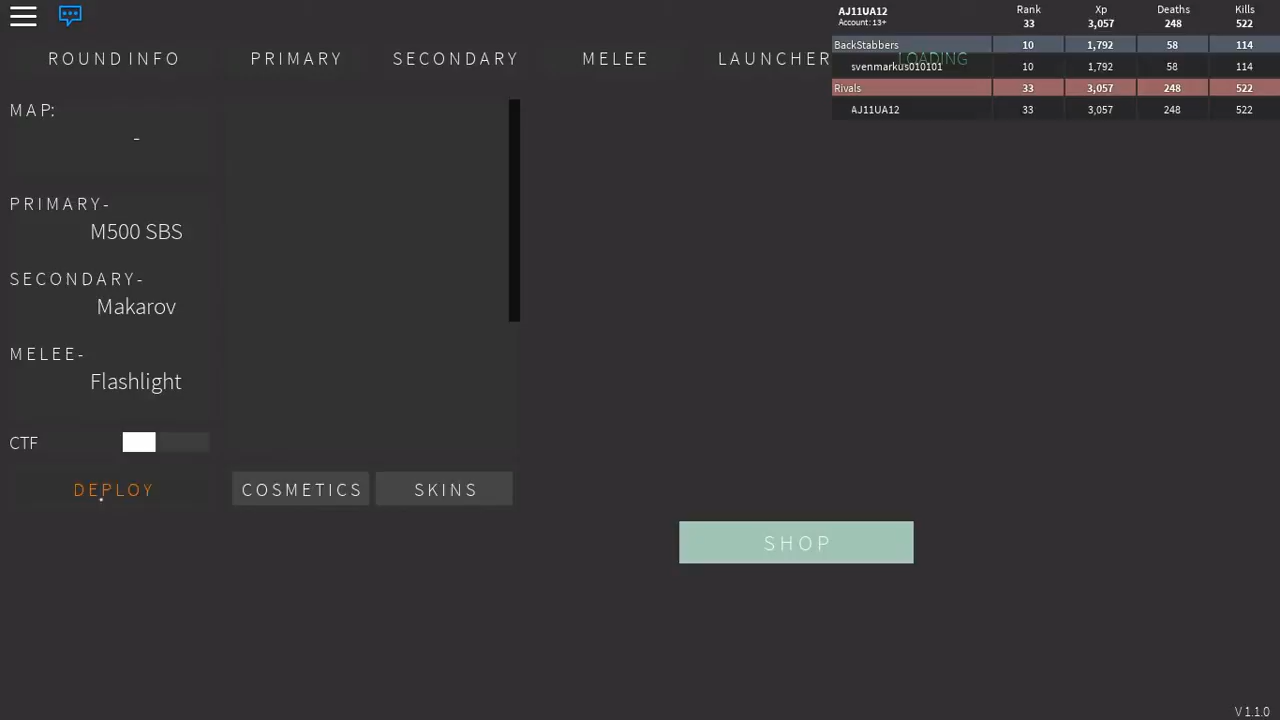 AJ11UA12 Rank Xp Deaths Kills
Account: 13+ 33 3,057 248 522
BackStabbers 10 1,792 58 114
svenmarkus010101 10 1,792 58 114
Rivals 33 3,057 248 522
AJ11UA12 33 3,057 248 522
ROUND INFO PRIMARY SECONDARY MELEE LAUNCHER LOADING
MAP:
-
PRIMARY-
M500 SBS
SECONDARY-
Makarov
MELEE-
Flashlight
CTF
DEPLOY COSMETICS SKINS
SHOP
V 1.1.0